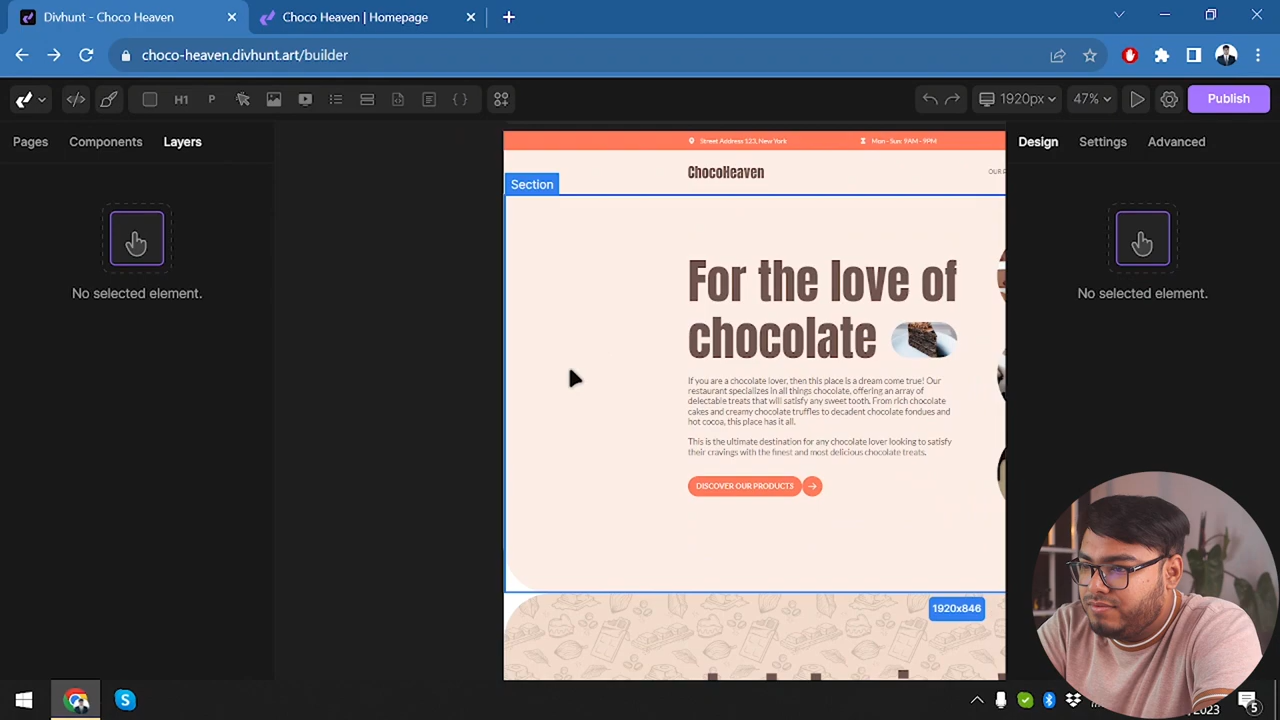 Divhunt - Choco Heaven
Choco Heaven | Homepage
choco-heaven.divhunt.art/builder
H1 P
1920px
47%
Publish
Pages Components Layers
Design Settings Advanced
Street Address 123, New York
Mon - Sun: 9AM - 9PM
ChocoHeaven
OUR
Section
No selected element.
No selected element.
For the love of
chocolate
If you are a chocolate lover, then this place is a dream come true! Our
restaurant specializes in all things chocolate, offering an array of
delectable treats that will satisfy any sweet tooth. From rich chocolate
cakes and creamy chocolate truffles to decadent chocolate fondues and
hot cocoa, this place has it all.
This is the ultimate destination for any chocolate lover looking to satisfy
their cravings with the finest and most delicious chocolate treats.
DISCOVER OUR PRODUCTS
1920x846
2023
5